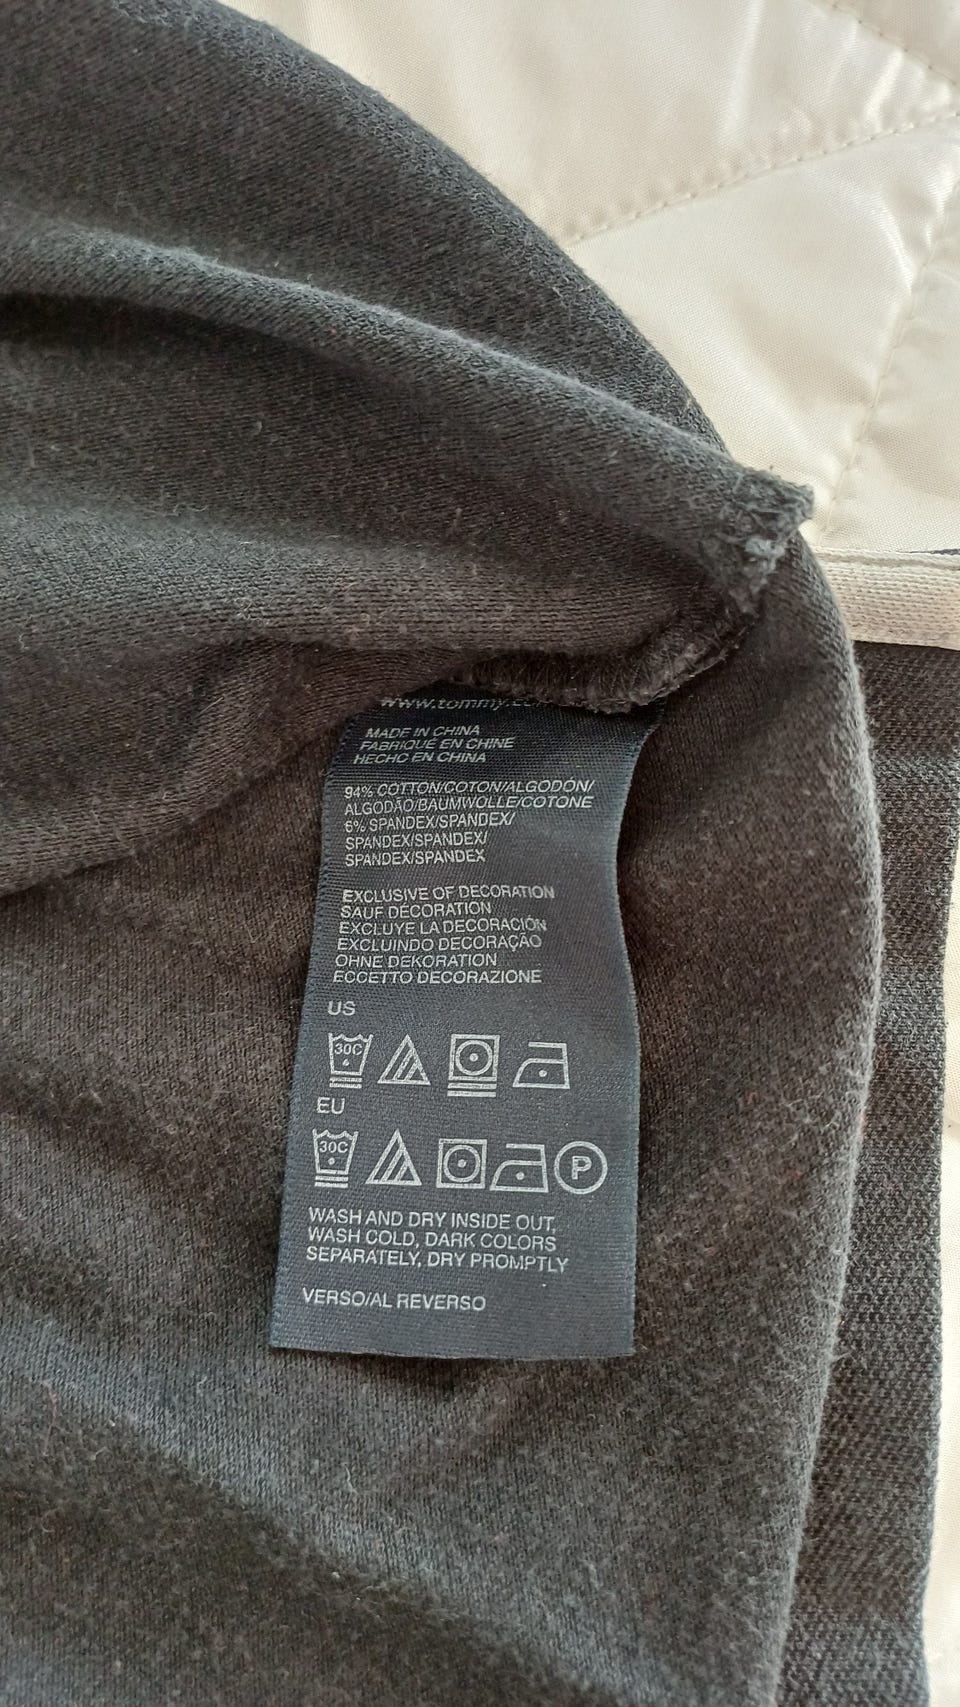 www.tommy.
MADE IN CHINA
FABRIQUÉ EN CHINE
HECHO EN CHINA
94% COTTON/COTON/ALGODÓN/
ALGODÃO/BAUMWOLLE/COTONE
6% SPANDEX/SPANDEX/
SPANDEX/SPANDEX/
SPANDEX/SPANDEX
EXCLUSIVE OF DECORATION
SAUF DÉCORATION
EXCLUYE LA DECORACIÓN
EXCLUINDO DECORAÇÃO
OHNE DEKORATION
ECCETTO DECORAZIONE
US
30C
EU
30C P
WASH AND DRY INSIDE OUT,
WASH COLD, DARK COLORS
SEPARATELY, DRY PROMPTLY
VERSO/AL REVERSO